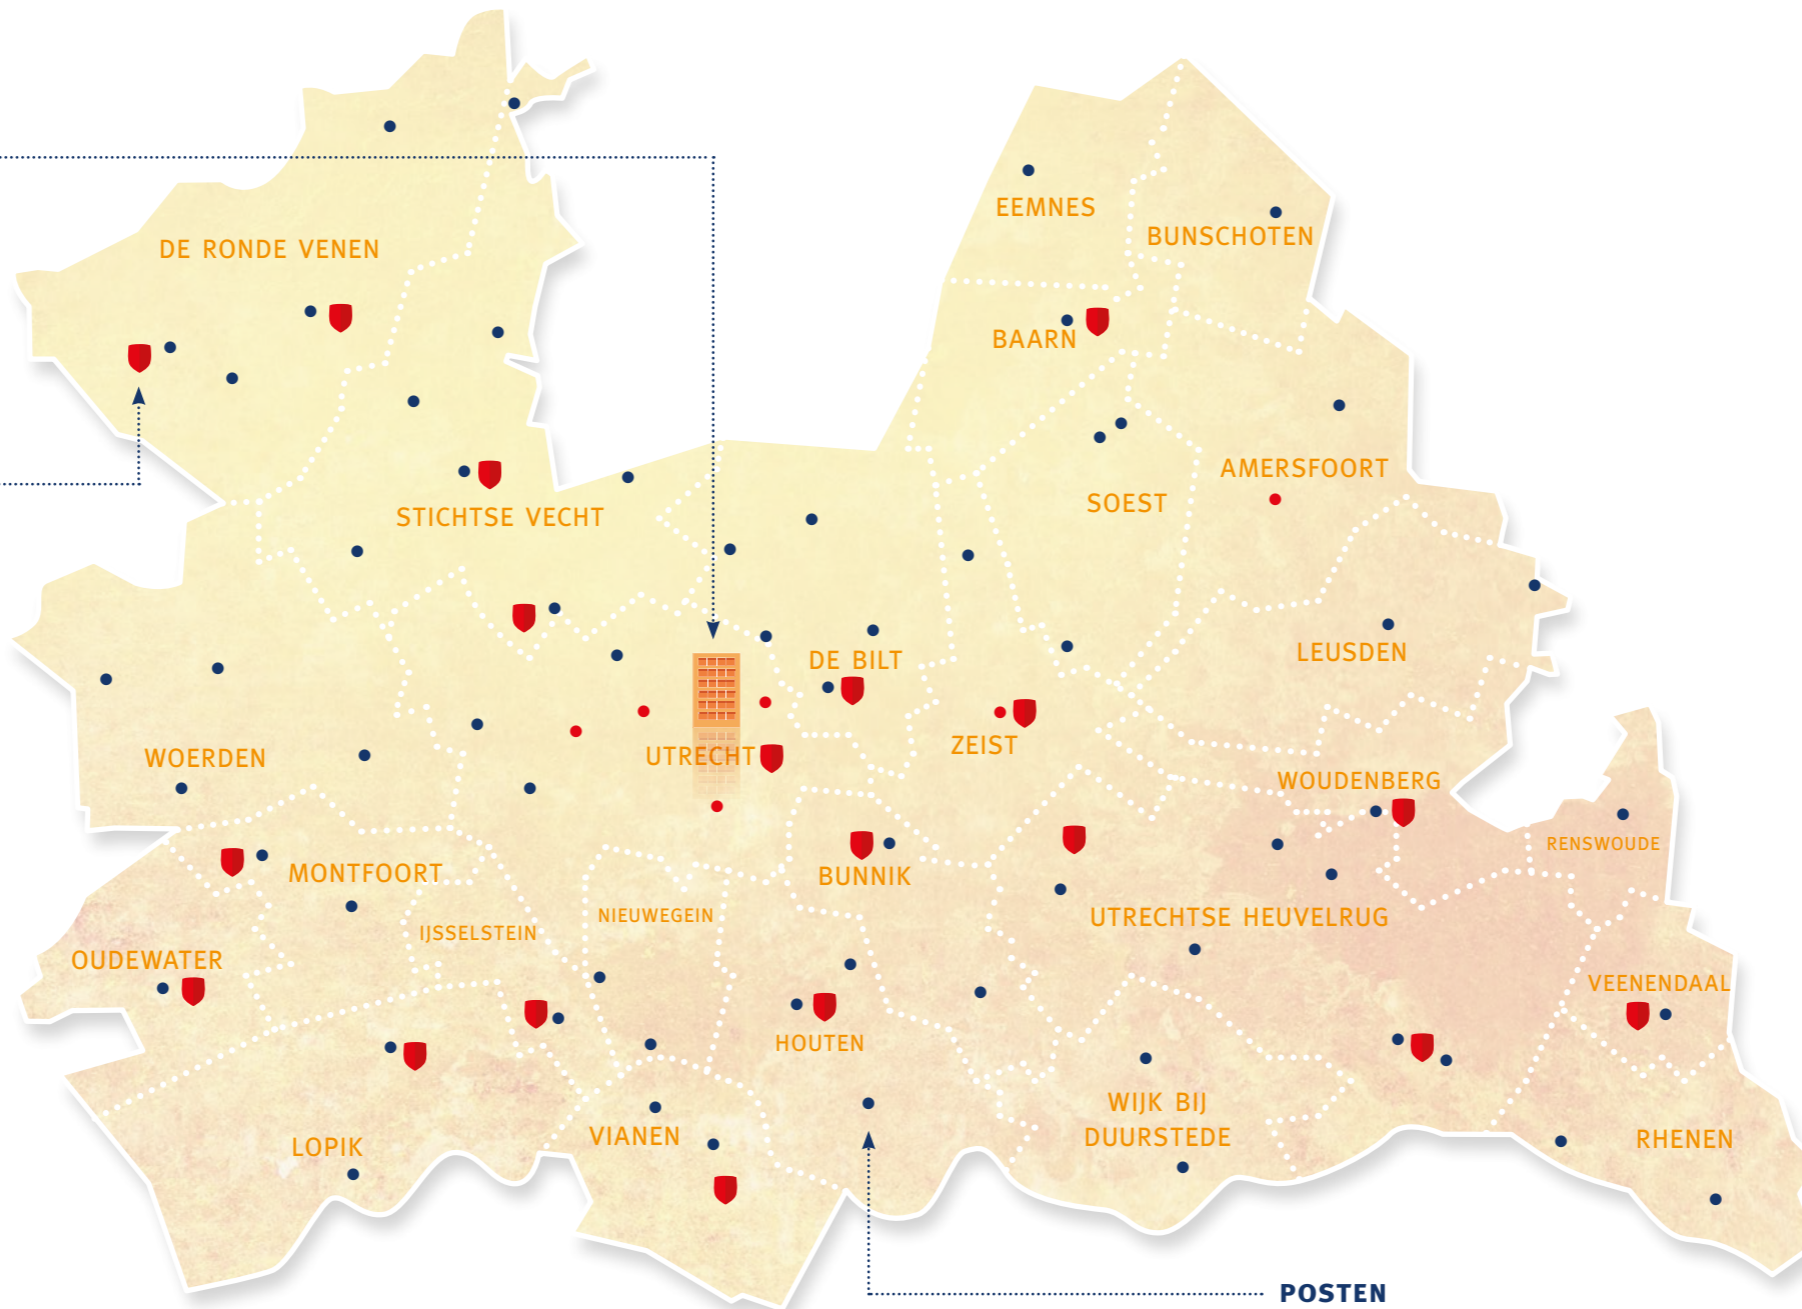 EEMNES
BUNSCHOTEN
DE RONDE VENEN
BAARN
AMERSFOORT
SOEST
STICHTSE VECHT
LEUSDEN
DE BILT
ZEIST
WOERDEN
UTRECHT
WOUDENBERG
RENSWOUDE
MONTFOORT
BUNNIK
NIEUWEGEIN
UTRECHTSE HEUVELRUG
IJSSELSTEIN
OUDEWATER
VEENENDAAL
HOUTEN
WIJK BIJ
DUURSTEDE
VIANEN
RHENEN
LOPIK
POSTEN